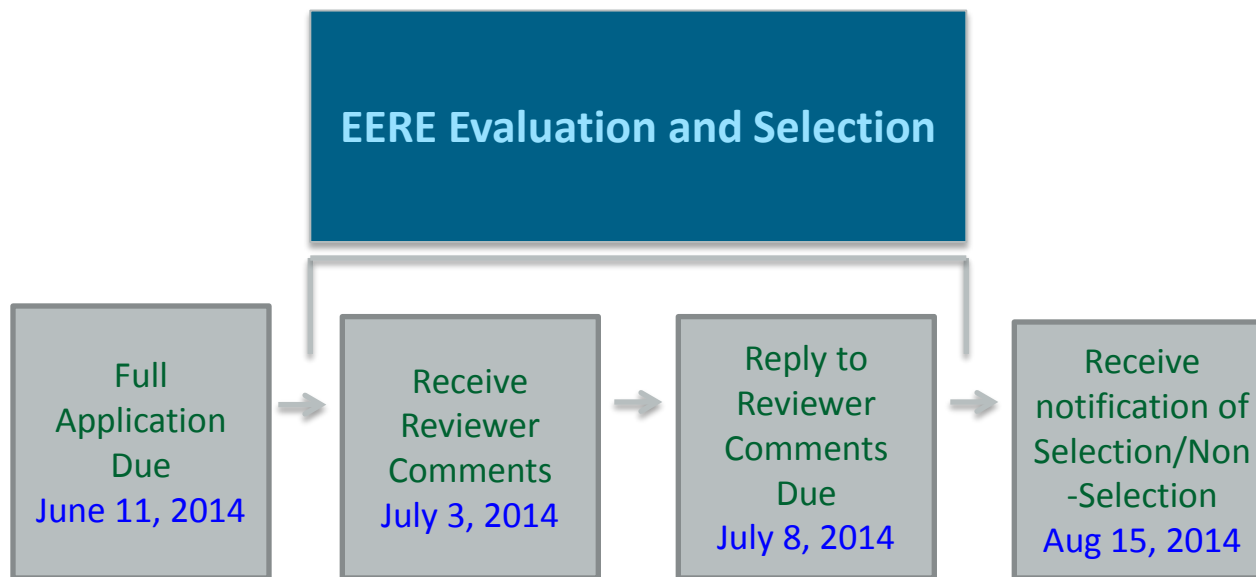 EERE Evaluation and Selection
Full
Application
Due
June 11, 2014
Receive
Reviewer
Comments
July 3, 2014
Reply to
Reviewer
Comments
Due
July 8, 2014
Receive
notification of
Selection/Non
-Selection
Aug 15, 2014